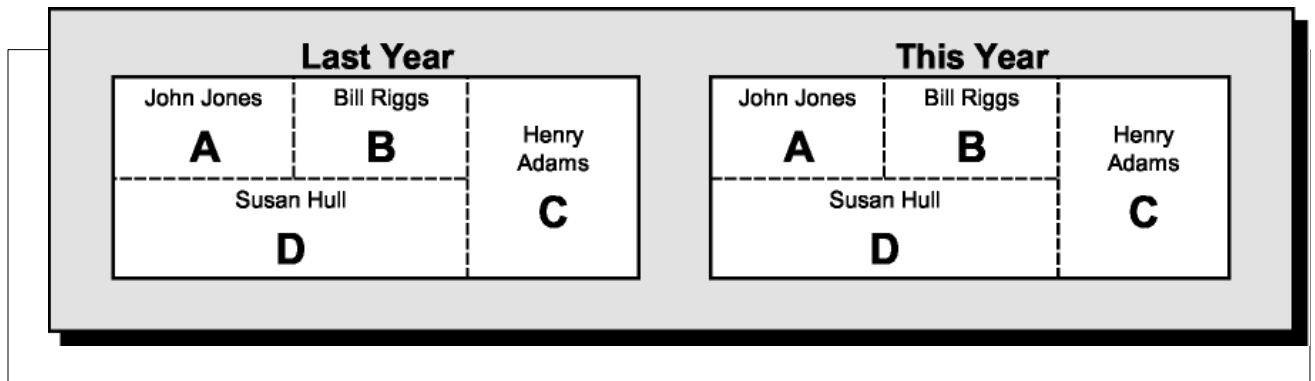 Last Year
John Jones
A
Bill Riggs
B
Henry
Adams
C
Susan Hull
D
This Year
John Jones
A
Bill Riggs
B
Henry
Adams
C
Susan Hull
D